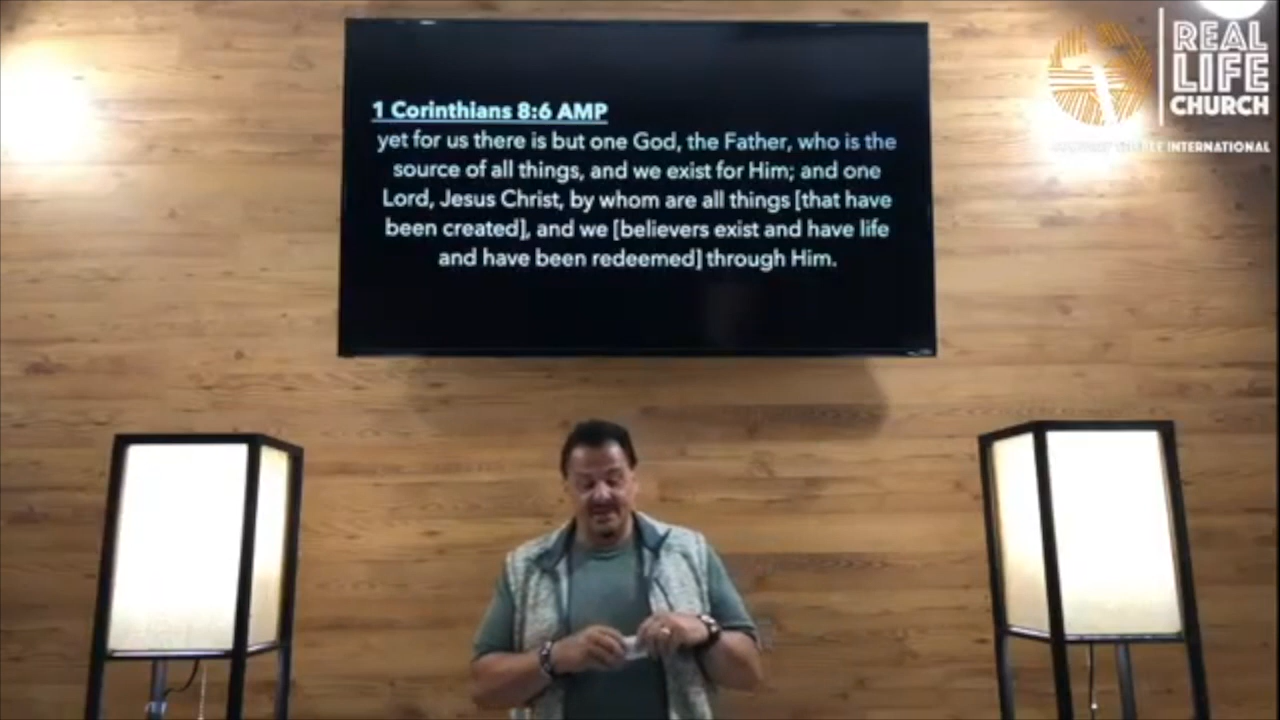 1 Corinthians 8:6 AMP
yet for us there is but one God, the Father, who is the
source of all things, and we exist for Him; and one
Lord, Jesus Christ, by whom are all things [that have
been created], and we [believers exist and have life
and have been redeemed] through Him.
REAL
LIFE
CHURCH
INTERNATIONAL